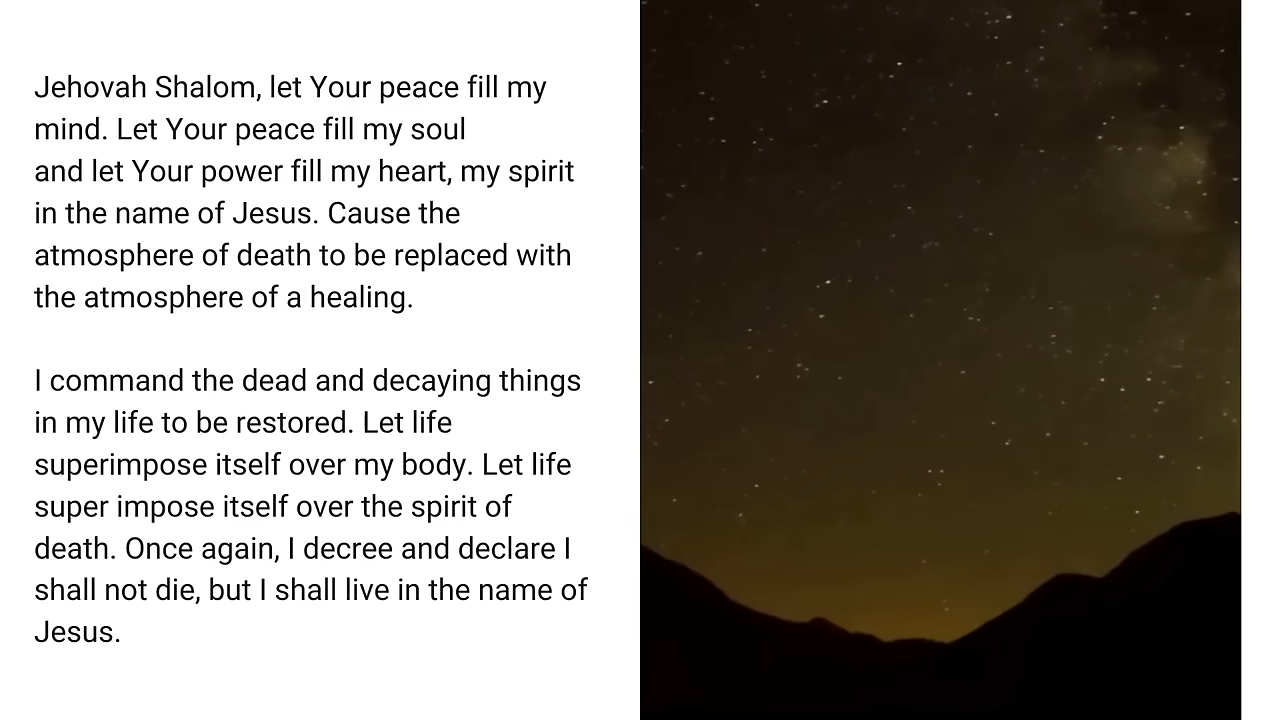 Jehovah Shalom, let Your peace fill my
mind. Let Your peace fill my soul
and let Your power fill my heart, my spirit
in the name of Jesus. Cause the
atmosphere of death to be replaced with
the atmosphere of a healing.
I command the dead and decaying things
in my life to be restored. Let life
superimpose itself over my body. Let life
super impose itself over the spirit of
death. Once again, I decree and declare I
shall not die, but I shall live in the name of
Jesus.